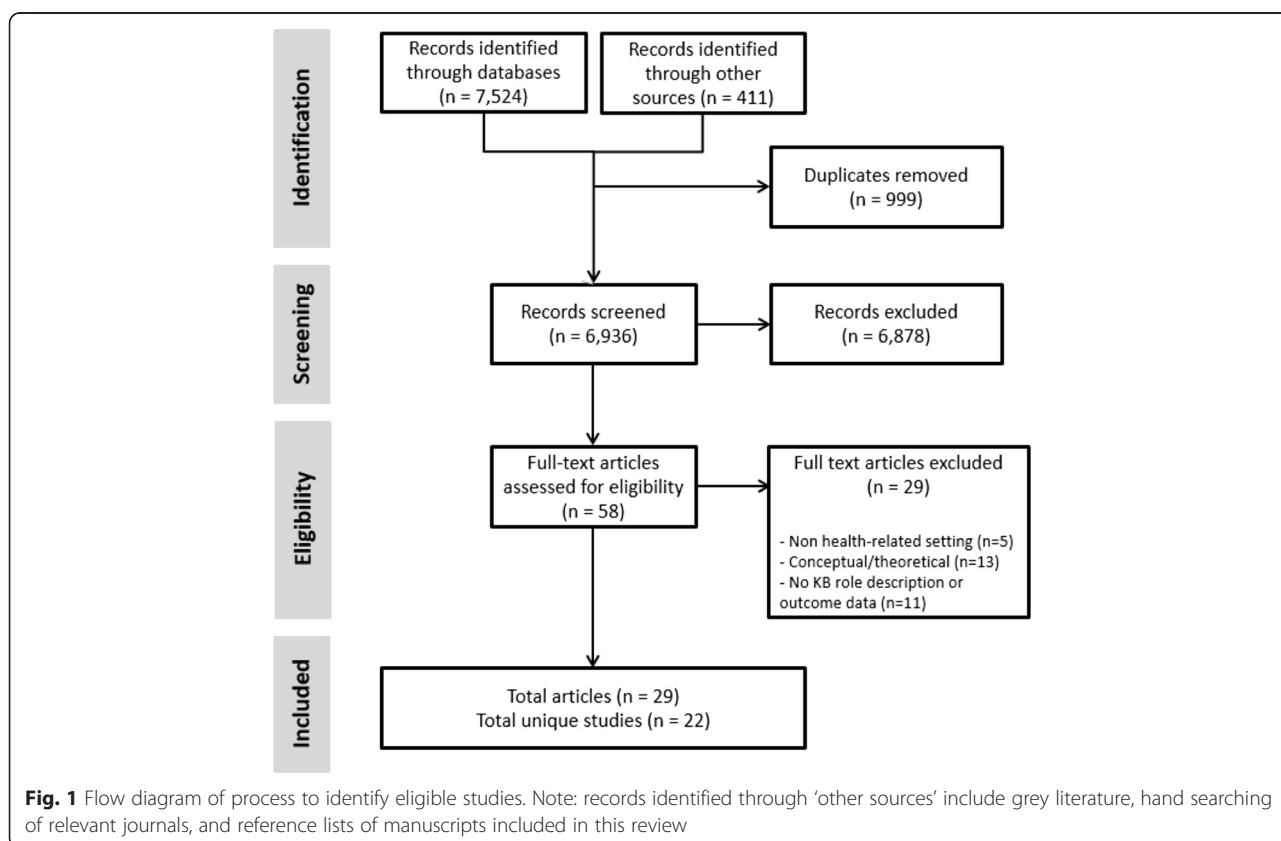 Identification
Records identified
through databases
(n = 7,524)
Records identified
through other
sources (n = 411)
Duplicates removed
(n = 999)
Screening
Records screened
(n = 6,936)
Records excluded
(n = 6,878)
Eligibility
Full-text articles
assessed for eligibility
(n = 58)
Full text articles excluded
(n = 29)
- Non health-related setting (n=5)
- Conceptual/theoretical (n=13)
- No KB role description or
outcome data (n=11)
Included
Total articles (n = 29)
Total unique studies (n = 22)
Fig. 1 Flow diagram of process to identify eligible studies. Note: records identified through ‘other sources’ include grey literature, hand searching
of relevant journals, and reference lists of manuscripts included in this review